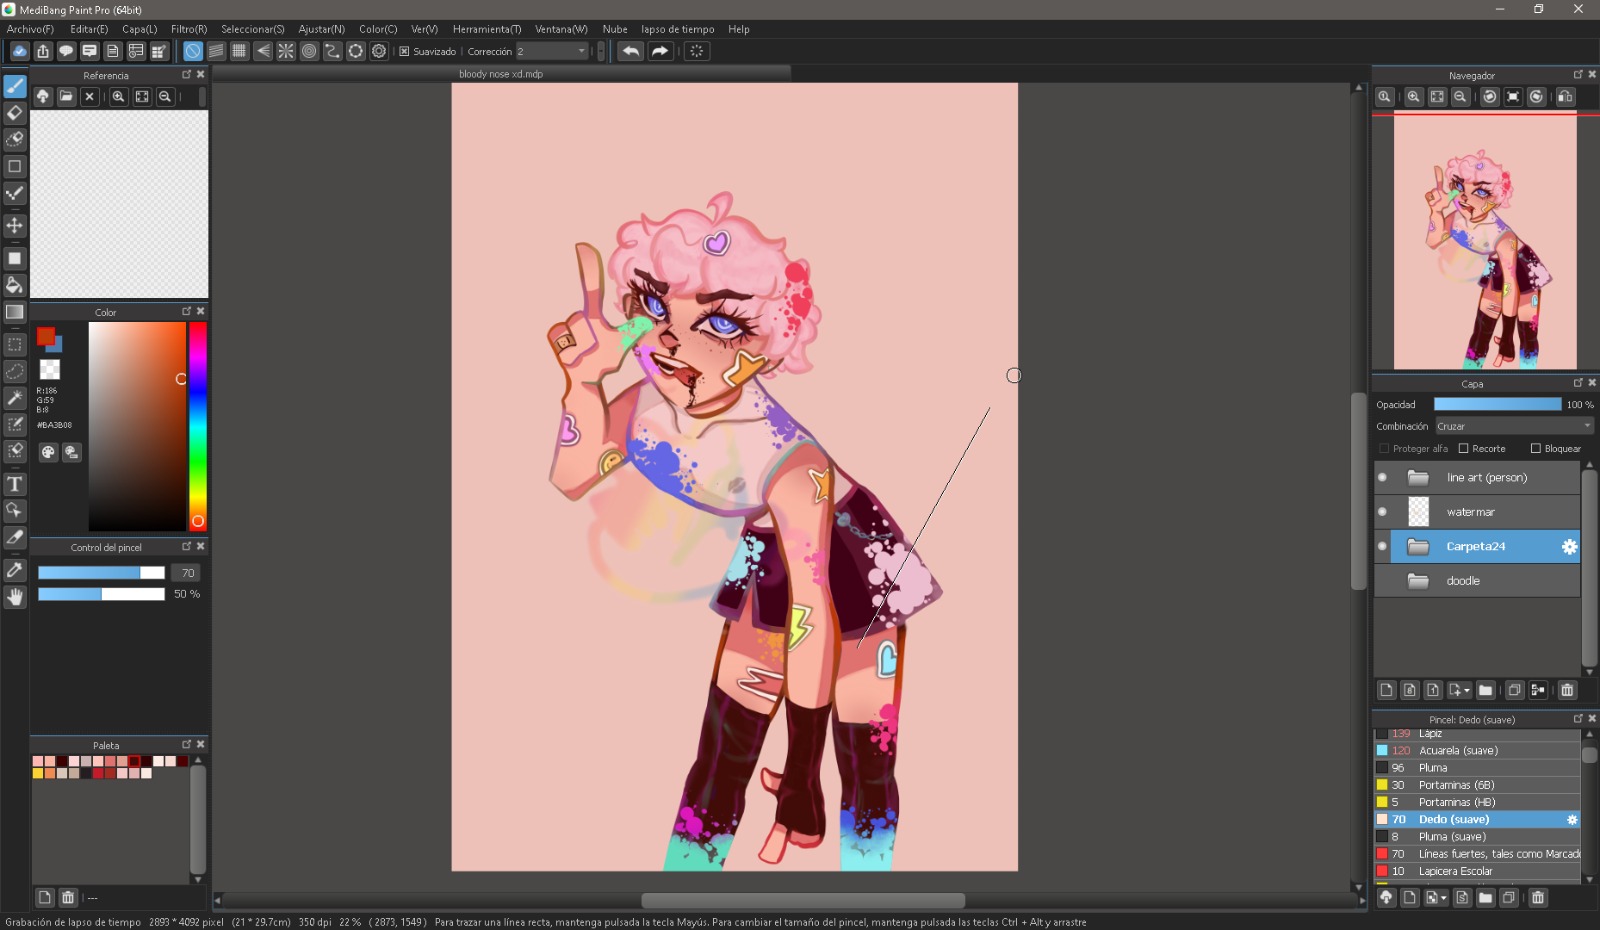 MediBang Paint Pro (64bit)
Archivo(F) Editar(E) Capa(L) Filtro(R) Seleccionar(S) Ajustar(N) Color(C) Ver(V) Herramienta(T) Ventana(W) Nube lapso de tiempo Help
Suavizado Corrección 2
bloody nose xd.mdp
Referencia
Color
R:186
G:59
B:8
#BA3B08
Control del pincel
70
50 %
Paleta
---
Navegador
Capa
Opacidad 100 %
Combinación Cruzar
Proteger alfa Recorte Bloquear
line art (person)
watermar
Carpeta24
doodle
Pincel: Dedo (suave)
139 Lápiz
120 Acuarela (suave)
96 Pluma
30 Portaminas (6B)
5 Portaminas (HB)
70 Dedo (suave)
8 Pluma (suave)
70 Líneas fuertes, tales como Marcado
10 Lapicera Escolar
Grabación de lapso de tiempo 2893 * 4092 pixel (21 * 29.7cm) 350 dpi 22 % ( 2873, 1549 ) Para trazar una línea recta, mantenga pulsada la tecla Mayús. Para cambiar el tamaño del pincel, mantenga pulsadas las teclas Ctrl + Alt y arrastre